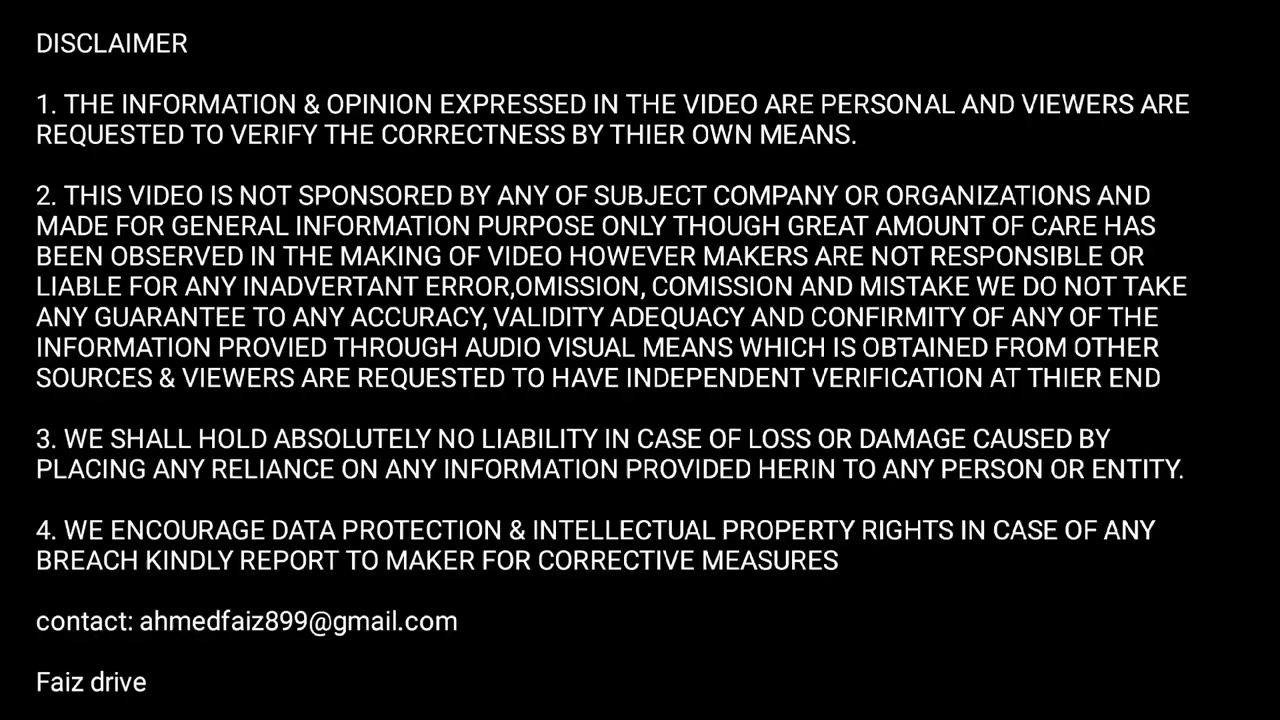 DISCLAIMER
1. THE INFORMATION & OPINION EXPRESSED IN THE VIDEO ARE PERSONAL AND VIEWERS ARE
REQUESTED TO VERIFY THE CORRECTNESS BY THIER OWN MEANS.
2. THIS VIDEO IS NOT SPONSORED BY ANY OF SUBJECT COMPANY OR ORGANIZATIONS AND
MADE FOR GENERAL INFORMATION PURPOSE ONLY THOUGH GREAT AMOUNT OF CARE HAS
BEEN OBSERVED IN THE MAKING OF VIDEO HOWEVER MAKERS ARE NOT RESPONSIBLE OR
LIABLE FOR ANY INADVERTANT ERROR,OMISSION, COMISSION AND MISTAKE WE DO NOT TAKE
ANY GUARANTEE TO ANY ACCURACY, VALIDITY ADEQUACY AND CONFIRMITY OF ANY OF THE
INFORMATION PROVIED THROUGH AUDIO VISUAL MEANS WHICH IS OBTAINED FROM OTHER
SOURCES & VIEWERS ARE REQUESTED TO HAVE INDEPENDENT VERIFICATION AT THIER END
3. WE SHALL HOLD ABSOLUTELY NO LIABILITY IN CASE OF LOSS OR DAMAGE CAUSED BY
PLACING ANY RELIANCE ON ANY INFORMATION PROVIDED HERIN TO ANY PERSON OR ENTITY.
4. WE ENCOURAGE DATA PROTECTION & INTELLECTUAL PROPERTY RIGHTS IN CASE OF ANY
BREACH KINDLY REPORT TO MAKER FOR CORRECTIVE MEASURES
contact: ahmedfaiz899@gmail.com
Faiz drive